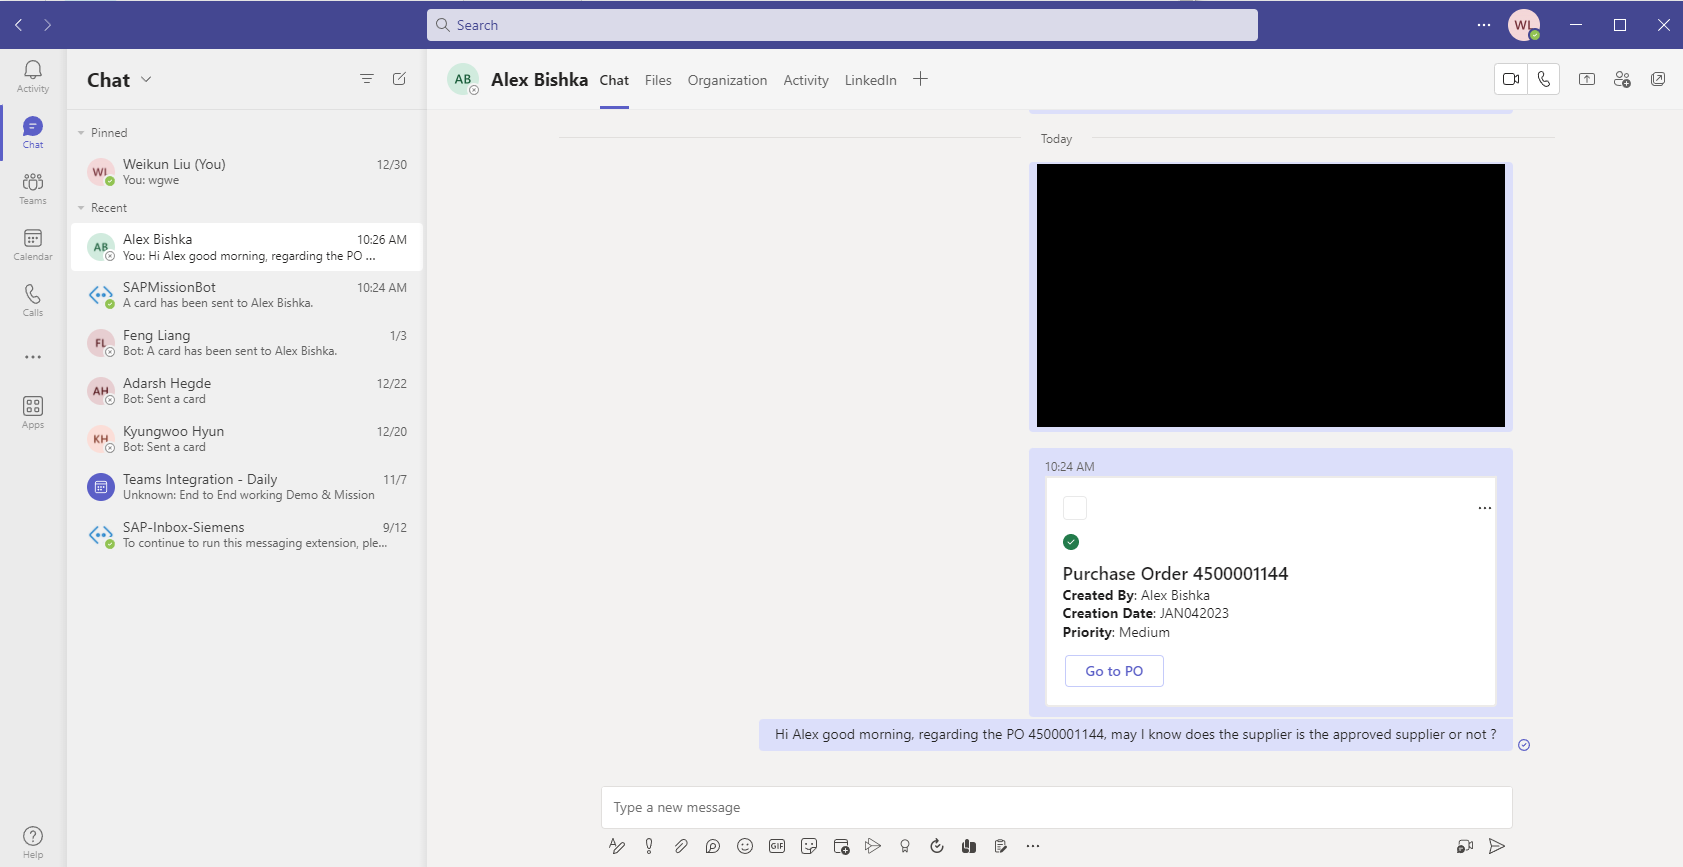 Search
WL
Activity
Chat
Teams
Calendar
Calls
Apps
Help
Chat
Pinned
WL
Weikun Liu (You)
12/30
You: wgwe
Recent
AB
Alex Bishka
10:26 AM
You: Hi Alex good morning, regarding the PO ...
SAPMissionBot
10:24 AM
A card has been sent to Alex Bishka.
FL
Feng Liang
1/3
Bot: A card has been sent to Alex Bishka.
AH
Adarsh Hegde
12/22
Bot: Sent a card
KH
Kyungwoo Hyun
12/20
Bot: Sent a card
Teams Integration - Daily
11/7
Unknown: End to End working Demo & Mission
SAP-Inbox-Siemens
9/12
To continue to run this messaging extension, ple...
AB
Alex Bishka
Chat
Files
Organization
Activity
LinkedIn
Today
10:24 AM
Purchase Order 4500001144
Created By: Alex Bishka
Creation Date: JAN042023
Priority: Medium
Go to PO
Hi Alex good morning, regarding the PO 4500001144, may I know does the supplier is the approved supplier or not ?
Type a new message
GIF